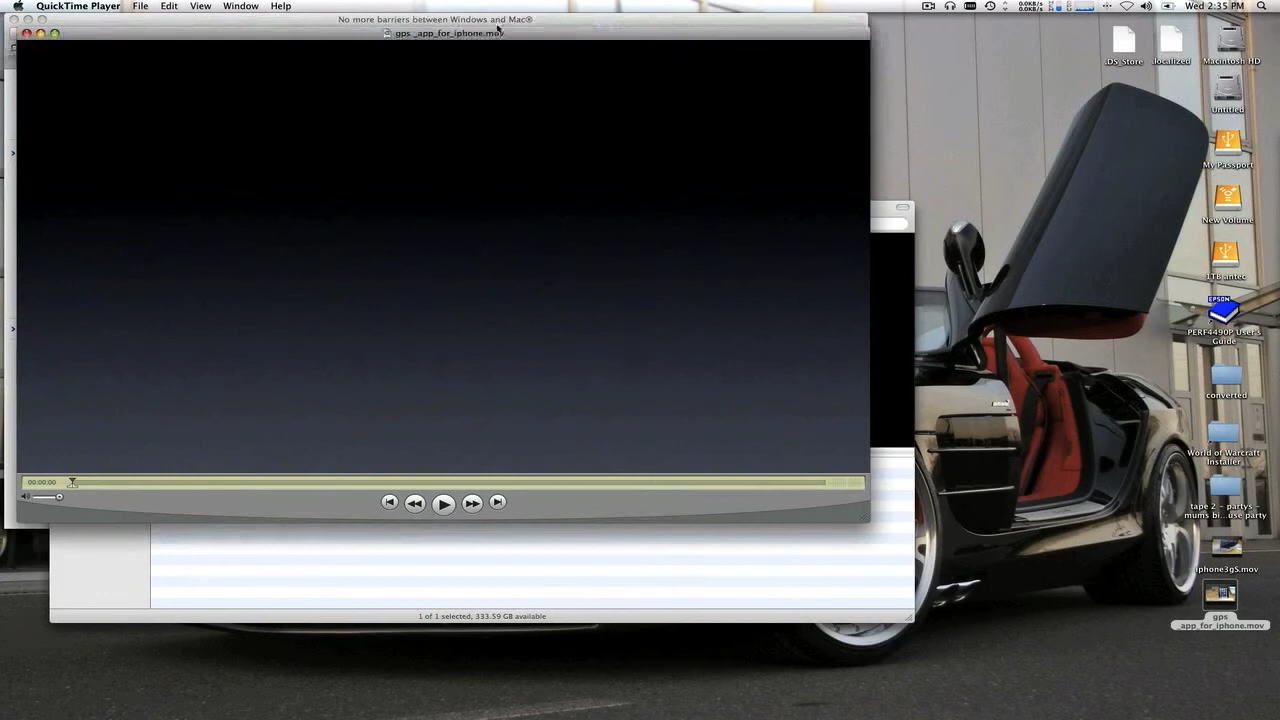 QuickTime Player File Edit View Window Help
0.0KB/s
0.0KB/s
Wed 2:35 PM
No more barriers between Windows and Mac®
gps _app_for_iphone.mov
.DS_Store
.localized
Macintosh HD
Untitled
My Passport
New Volume
1TB antec
EPSON
PERF4490P User's
Guide
converted
World of Warcraft
Installer
tape 2 – partys –
mums bi...use party
iphone3gS.mov
gps
_app_for_iphone.mov
00:00:00
1 of 1 selected, 333.59 GB available